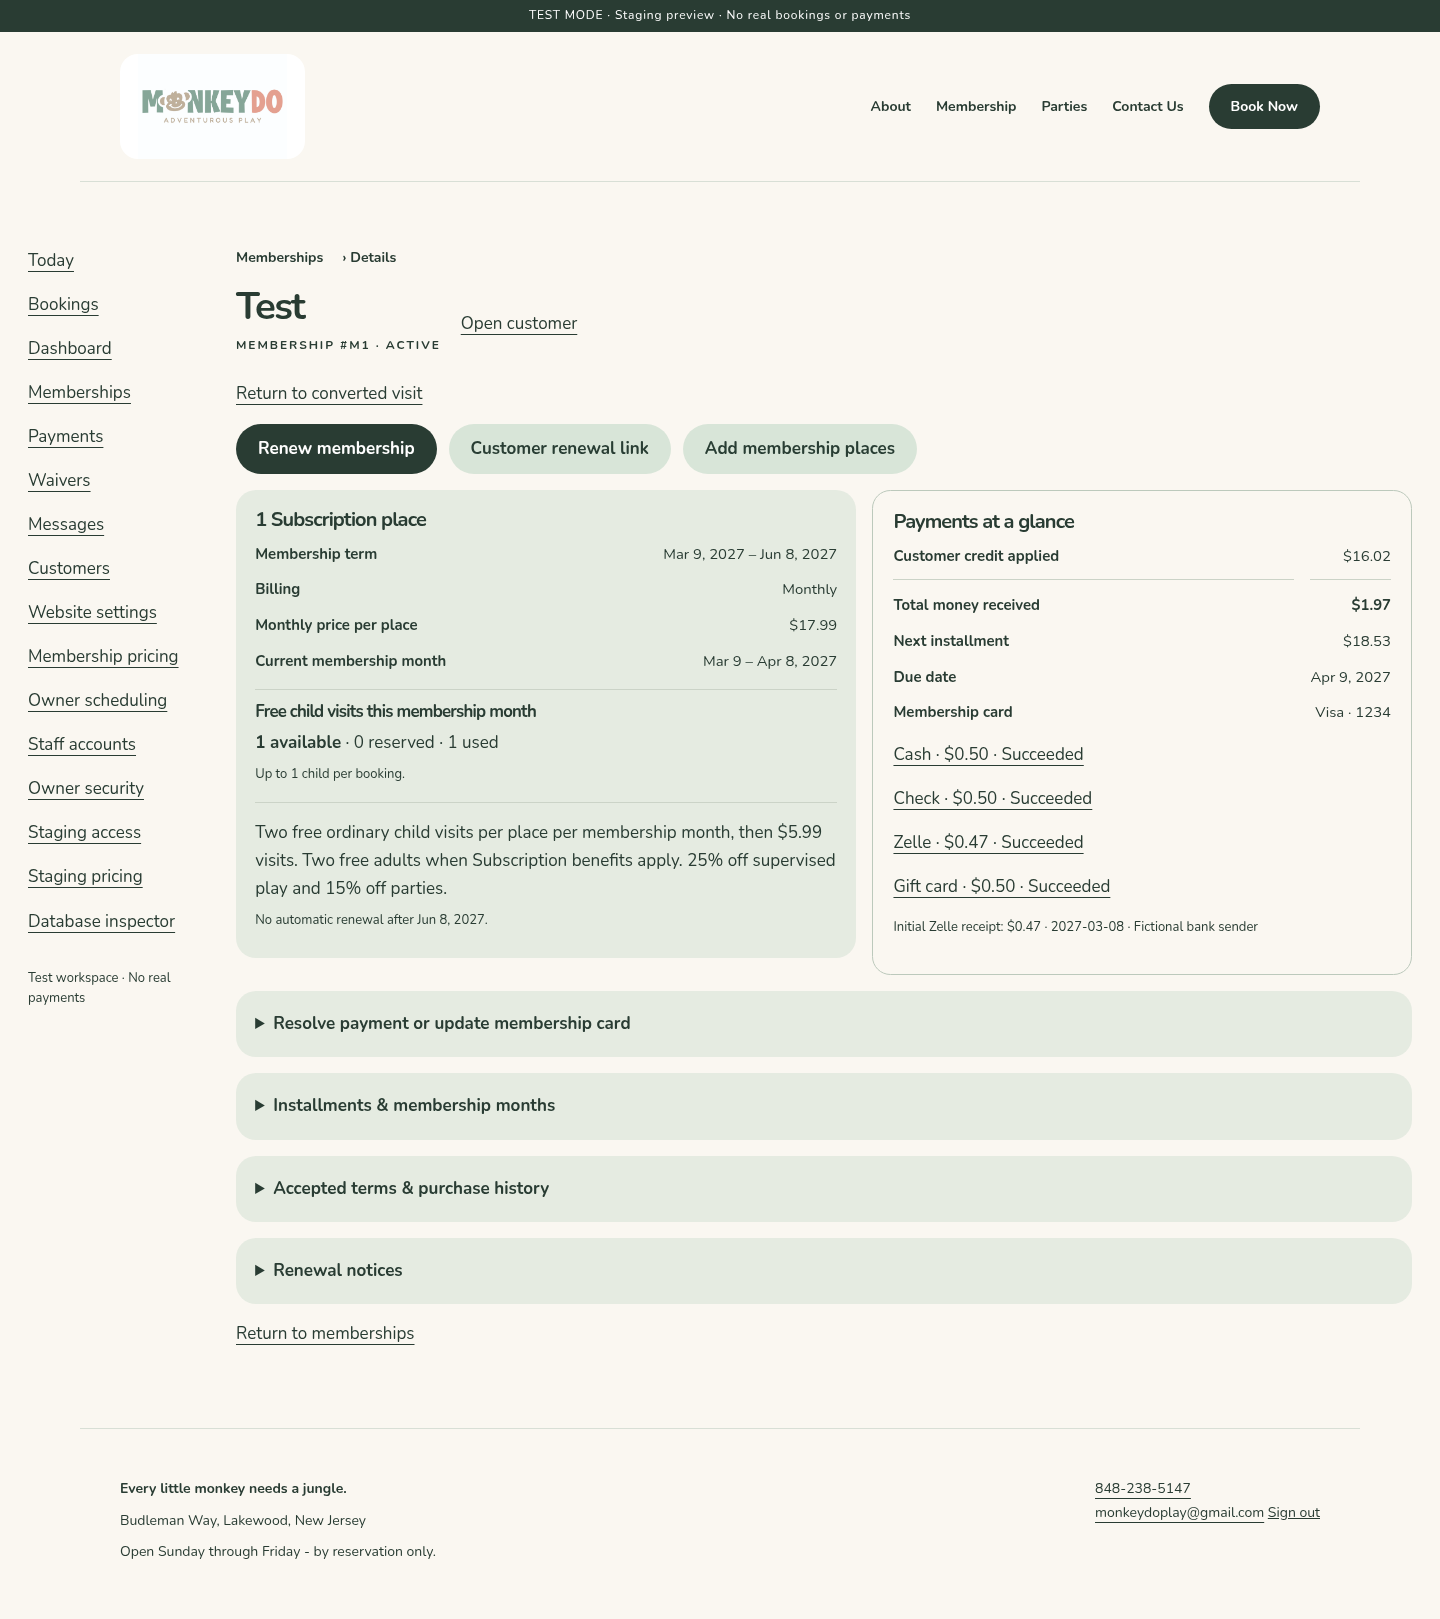 TEST MODE · Staging preview · No real bookings or payments
MONKEYDO
ADVENTUROUS PLAY
About
Membership
Parties
Contact Us
Book Now
Today
Bookings
Dashboard
Memberships
Payments
Waivers
Messages
Customers
Website settings
Membership pricing
Owner scheduling
Staff accounts
Owner security
Staging access
Staging pricing
Database inspector
Test workspace · No real
payments
Memberships › Details
Test
MEMBERSHIP #M1 · ACTIVE
Open customer
Return to converted visit
Renew membership
Customer renewal link
Add membership places
1 Subscription place
Membership term Mar 9, 2027 – Jun 8, 2027
Billing Monthly
Monthly price per place $17.99
Current membership month Mar 9 – Apr 8, 2027
Free child visits this membership month
1 available · 0 reserved · 1 used
Up to 1 child per booking.
Two free ordinary child visits per place per membership month, then $5.99
visits. Two free adults when Subscription benefits apply. 25% off supervised
play and 15% off parties.
No automatic renewal after Jun 8, 2027.
Payments at a glance
Customer credit applied $16.02
Total money received $1.97
Next installment $18.53
Due date Apr 9, 2027
Membership card Visa · 1234
Cash · $0.50 · Succeeded
Check · $0.50 · Succeeded
Zelle · $0.47 · Succeeded
Gift card · $0.50 · Succeeded
Initial Zelle receipt: $0.47 · 2027-03-08 · Fictional bank sender
▶ Resolve payment or update membership card
▶ Installments & membership months
▶ Accepted terms & purchase history
▶ Renewal notices
Return to memberships
Every little monkey needs a jungle.
Budleman Way, Lakewood, New Jersey
Open Sunday through Friday - by reservation only.
848-238-5147
monkeydoplay@gmail.com Sign out